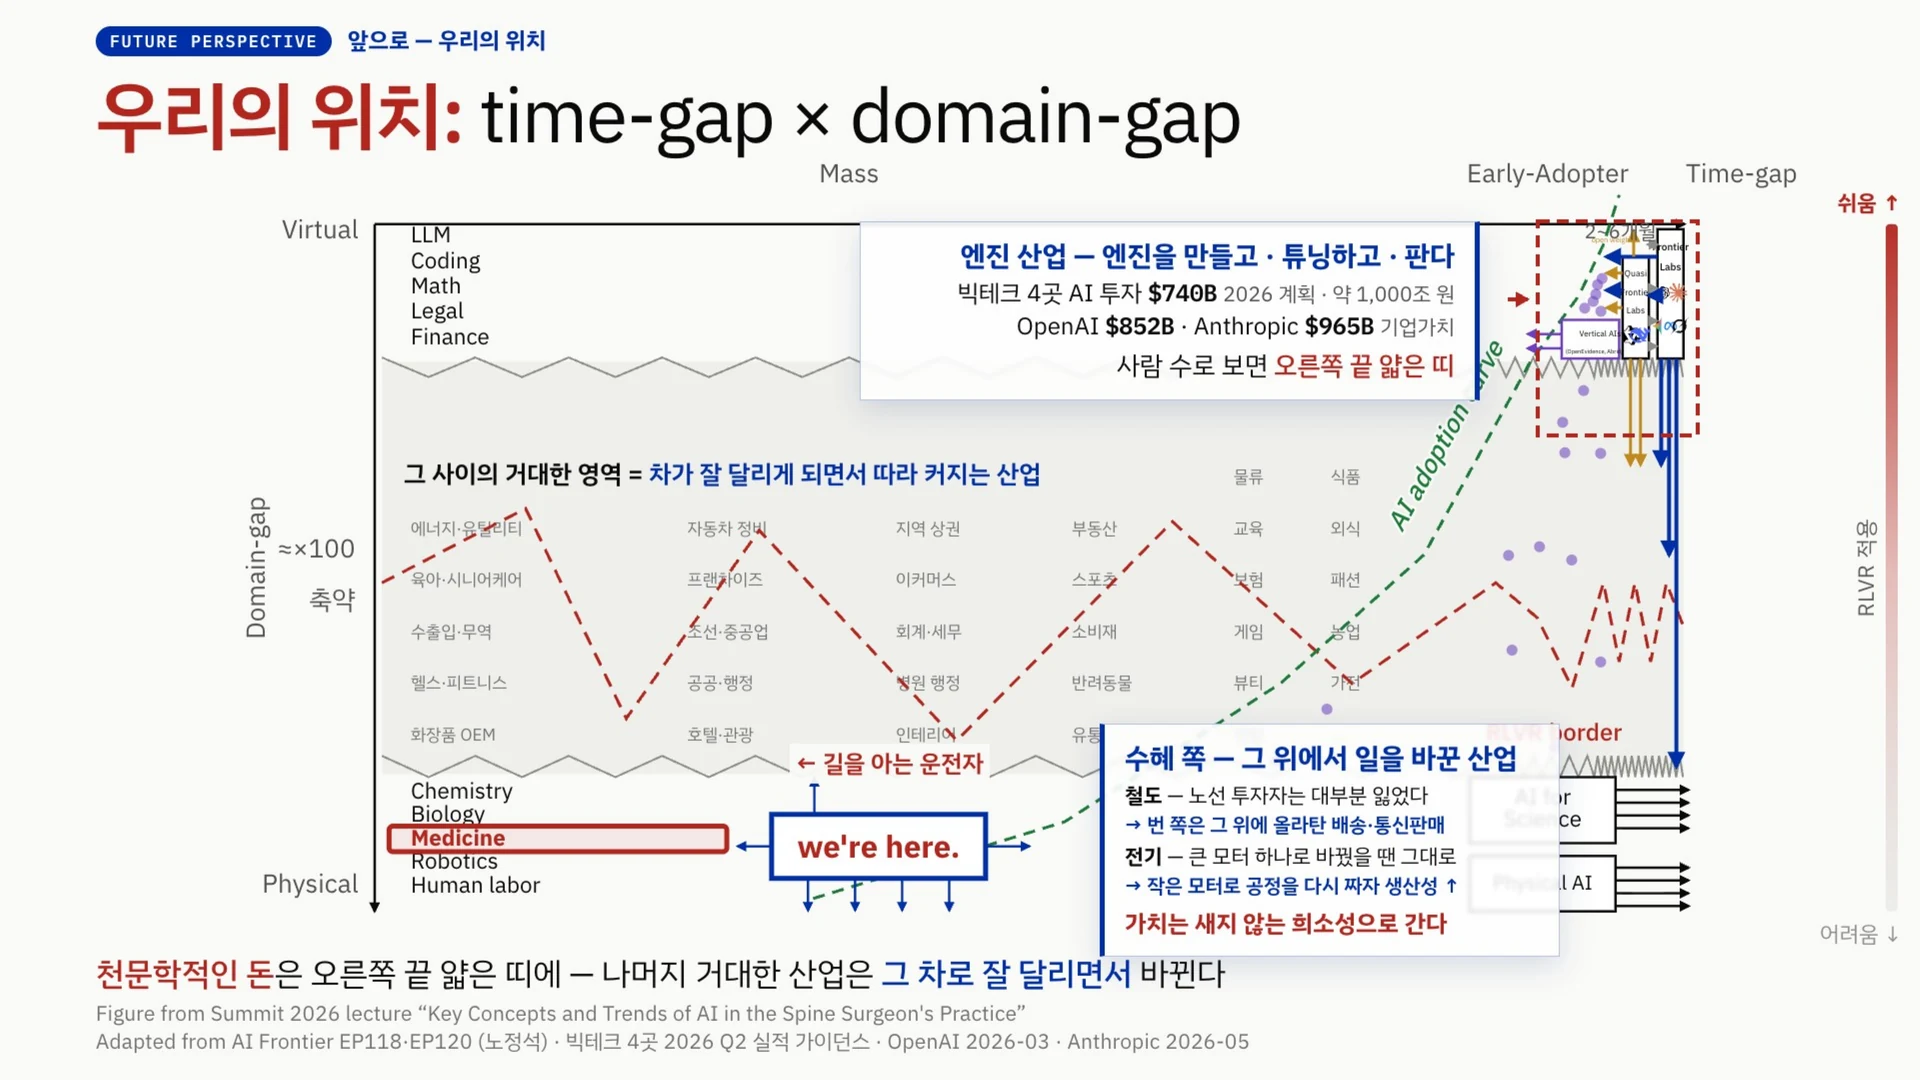 FUTURE PERSPECTIVE 앞으로 — 우리의 위치
우리의 위치: time-gap × domain-gap
Mass
Early-Adopter
Time-gap
쉬움 ↑
Virtual
LLM
Coding
Math
Legal
Finance
엔진 산업 — 엔진을 만들고 · 튜닝하고 · 판다
빅테크 4곳 AI 투자 $740B 2026 계획 · 약 1,000조 원
OpenAI $852B · Anthropic $965B 기업가치
사람 수로 보면 오른쪽 끝 얇은 띠
2~6개월
Frontier
Labs
Quasi
Frontier
Labs
Vertical AIs
AI adoption curve
그 사이의 거대한 영역 = 차가 잘 달리게 되면서 따라 커지는 산업
물류 식품
에너지·유틸리티 자동차 정비 지역 상권 부동산 교육 외식
육아·시니어케어 프랜차이즈 이커머스 스포츠 보험 패션
수출입·무역 조선·중공업 회계·세무 소비재 게임 농업
헬스·피트니스 공공·행정 병원 행정 반려동물 뷰티 가전
화장품 OEM 호텔·관광 인테리어 유통
Domain-gap
≈×100
축약
RLVR 적용
RLVR border
← 길을 아는 운전자
Chemistry
Biology
Medicine
Robotics
Human labor
Physical
we're here.
수혜 쪽 — 그 위에서 일을 바꾼 산업
철도 — 노선 투자자는 대부분 잃었다
→ 번 쪽은 그 위에 올라탄 배송·통신판매
전기 — 큰 모터 하나로 바꿨을 땐 그대로
→ 작은 모터로 공정을 다시 짜자 생산성 ↑
가치는 새지 않는 희소성으로 간다
AI for
Science
Physical AI
어려움 ↓
천문학적인 돈은 오른쪽 끝 얇은 띠에 — 나머지 거대한 산업은 그 차로 잘 달리면서 바뀐다
Figure from Summit 2026 lecture “Key Concepts and Trends of AI in the Spine Surgeon's Practice”
Adapted from AI Frontier EP118·EP120 (노정석) · 빅테크 4곳 2026 Q2 실적 가이던스 · OpenAI 2026-03 · Anthropic 2026-05